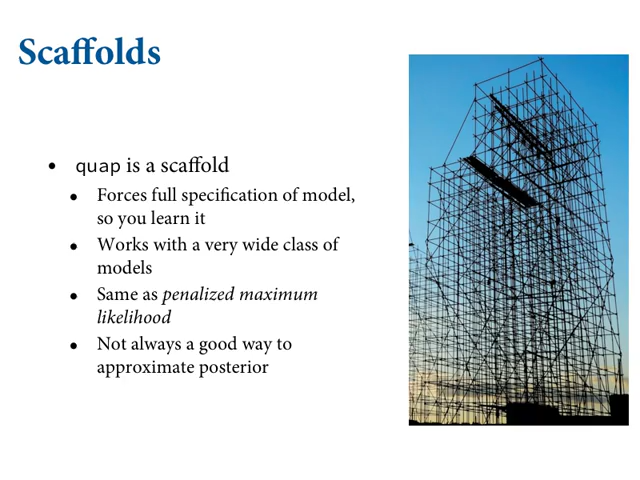 Scaffolds
• quap is a scaffold
• Forces full specification of model,
so you learn it
• Works with a very wide class of
models
• Same as penalized maximum
likelihood
• Not always a good way to
approximate posterior